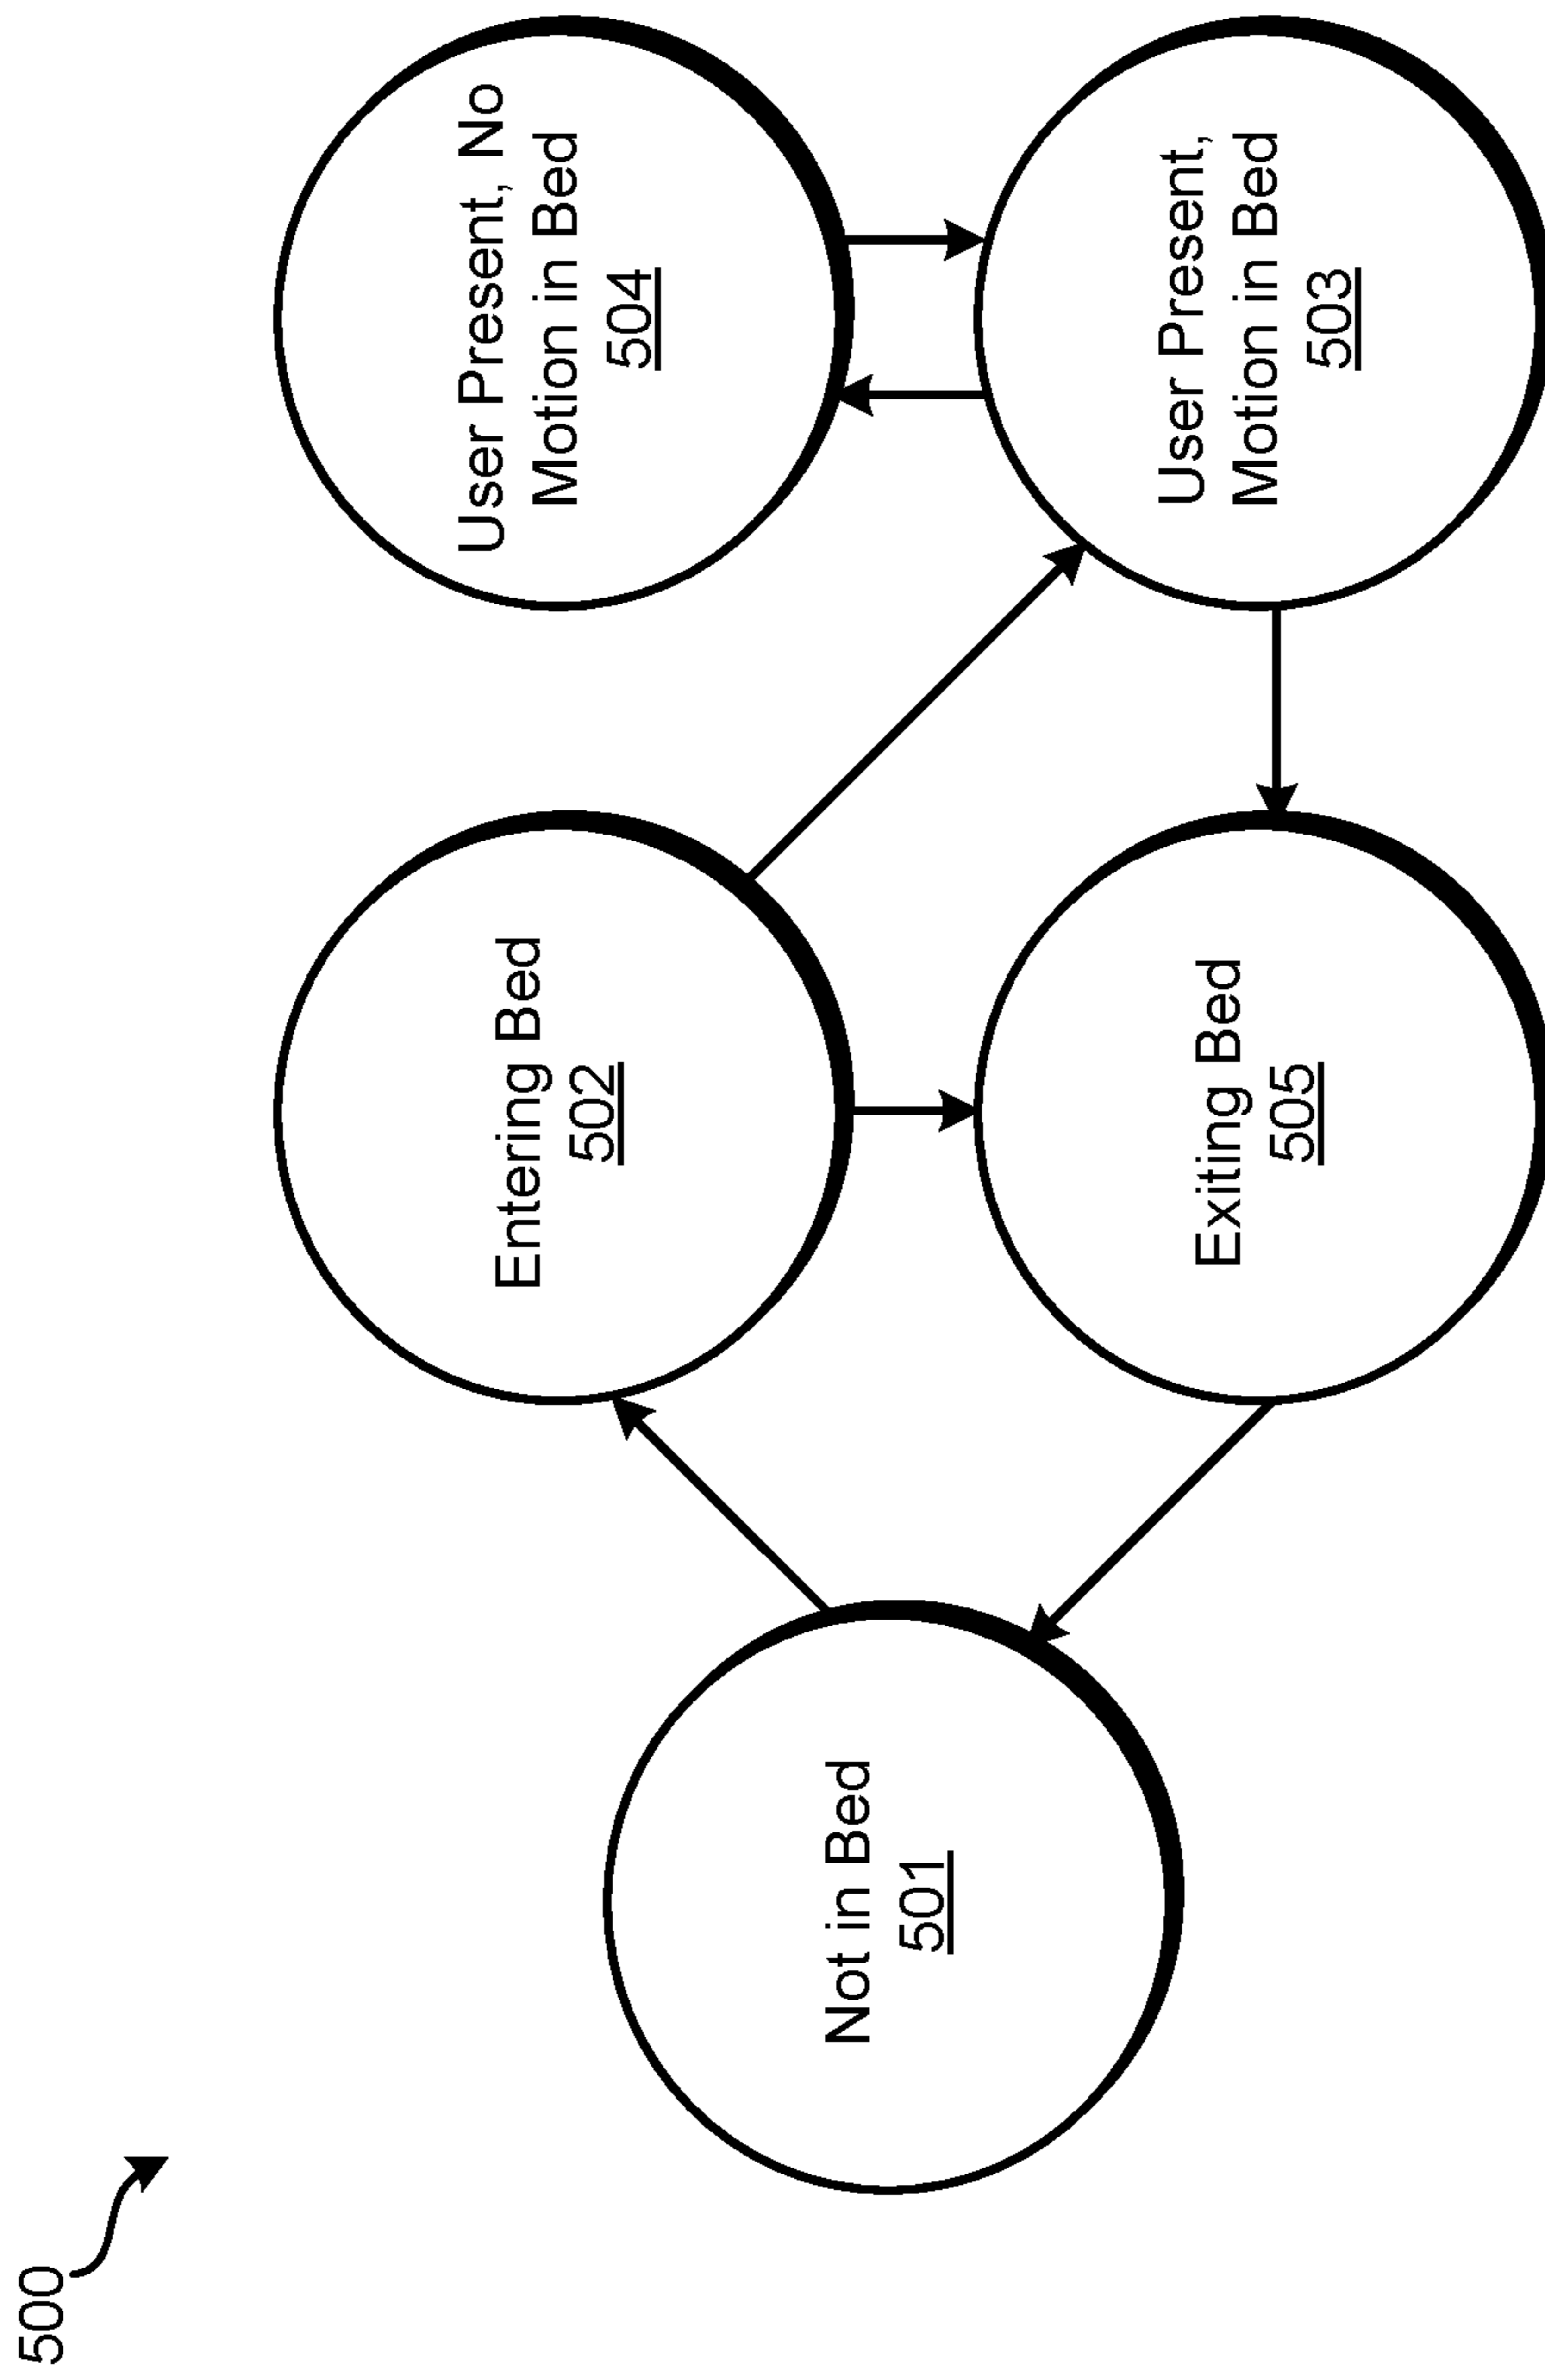 500
Not in Bed
501
Entering Bed
502
User Present, No
Motion in Bed
504
Exiting Bed
505
User Present,
Motion in Bed
503